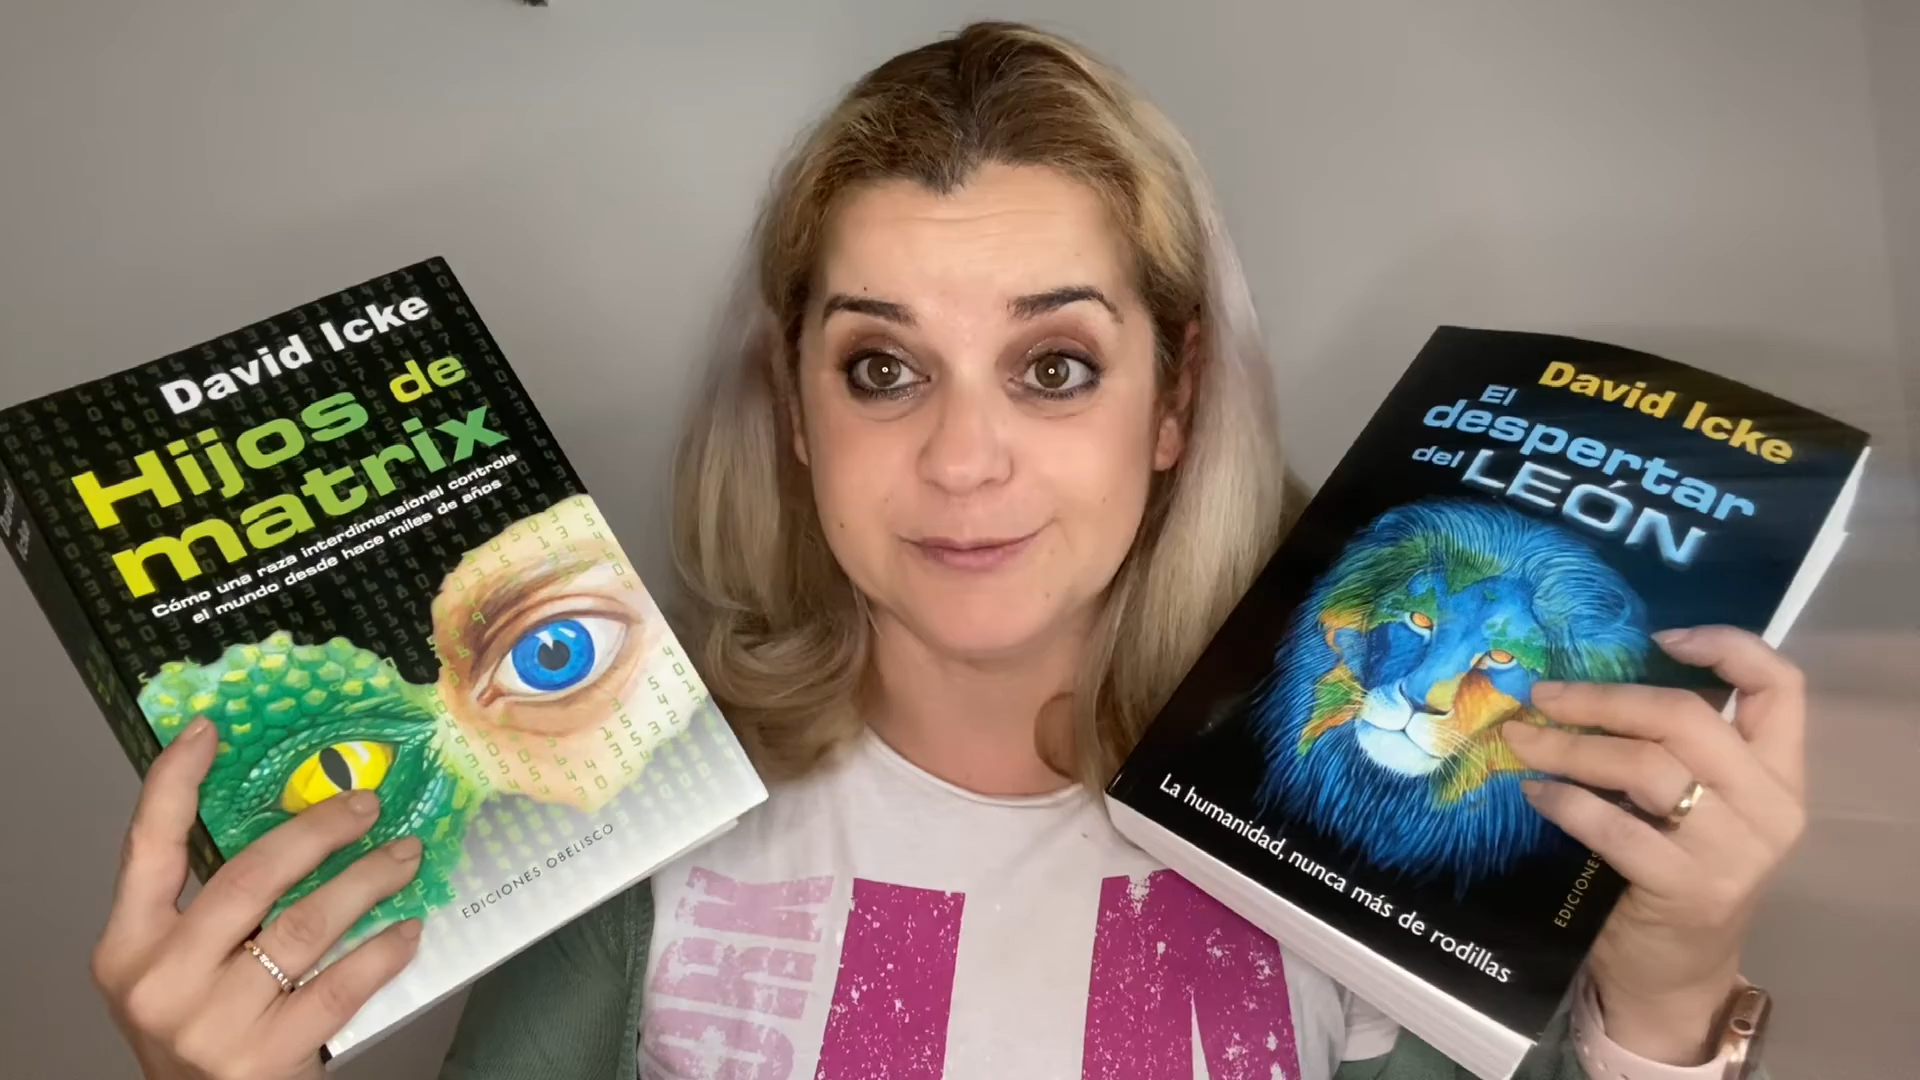 David Icke
Hijos de
matrix
Cómo una raza interdimensional controla
el mundo desde hace miles de años
EDICIONES OBELISCO
David Icke
El
despertar
del LEÓN
La humanidad, nunca más de rodillas
EDICIONES